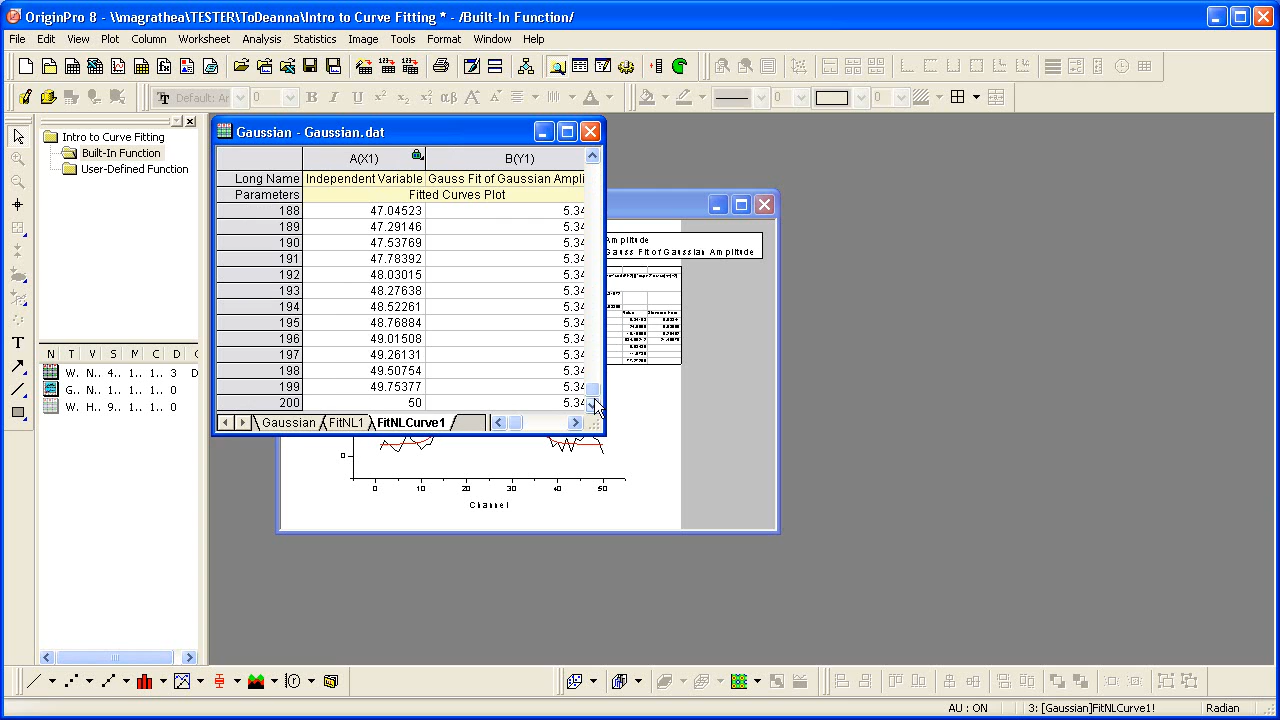 OriginPro 8 - \\magrathea\TESTER\ToDeanna\Intro to Curve Fitting * - /Built-In Function/
File Edit View Plot Column Worksheet Analysis Statistics Image Tools Format Window Help
Default: Ar 0 B I U 0 0
Intro to Curve Fitting
Built-In Function
User-Defined Function
Gaussian - Gaussian.dat
A(X1) B(Y1)
Long Name Independent Variable Gauss Fit of Gaussian Ampli
Parameters Fitted Curves Plot
188 47.04523 5.34
189 47.29146 5.34
190 47.53769 5.34
191 47.78392 5.34
192 48.03015 5.34
193 48.27638 5.34
194 48.52261 5.34
195 48.76884 5.34
196 49.01508 5.34
197 49.26131 5.34
198 49.50754 5.34
199 49.75377 5.34
200 50 5.34
Gaussian FitNL1 FitNLCurve1
Amplitude
Gauss Fit of Gaussian Amplitude
0
0 10 20 30 40 50
Channel
N T V S M C D
W. N... 4... 1... 1... 3 D
G.. N... 2... 1... 1... 0
W. H... 9... 1... 1... 0
AU : ON 3: [Gaussian]FitNLCurve1! Radian